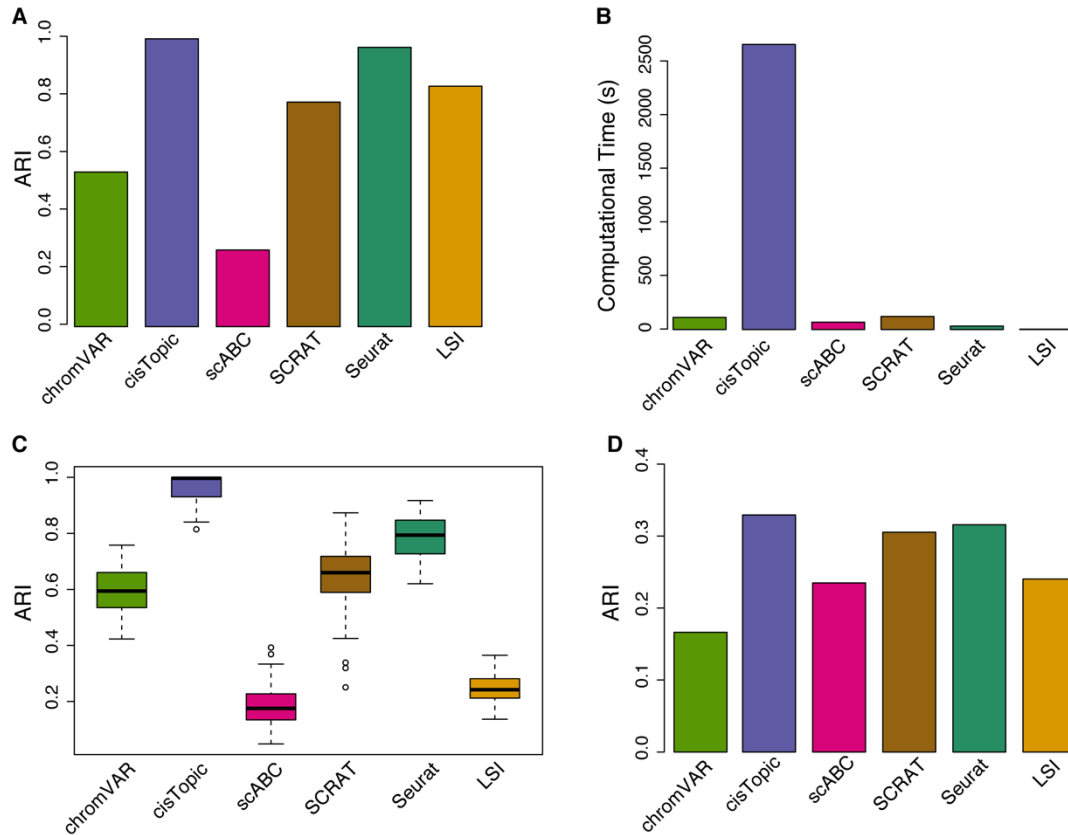 A
ARI
1.0
0.8
0.6
0.4
0.2
0.0
chromVAR
cisTopic
scABC
SCRAT
Seurat
LSI
B
Computational Time (s)
2500
2000
1500
1000
500
0
chromVAR
cisTopic
scABC
SCRAT
Seurat
LSI
C
ARI
1.0
0.8
0.6
0.4
0.2
chromVAR
cisTopic
scABC
SCRAT
Seurat
LSI
D
ARI
0.4
0.3
0.2
0.1
0.0
chromVAR
cisTopic
scABC
SCRAT
Seurat
LSI